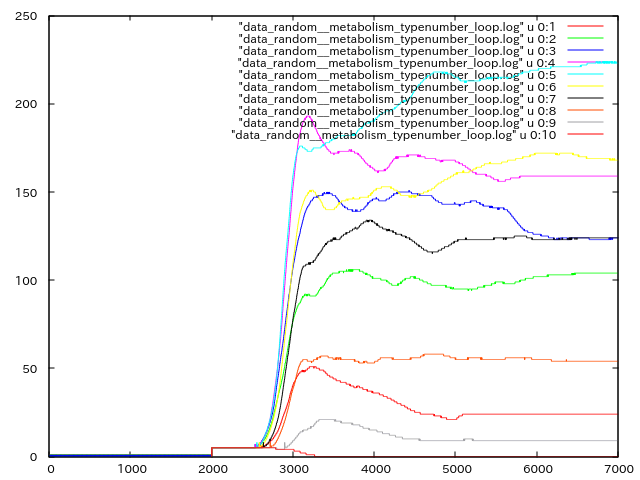 250
200
150
100
50
0
"data_random__metabolism_typenumber_loop.log" u 0:1
"data_random__metabolism_typenumber_loop.log" u 0:2
"data_random__metabolism_typenumber_loop.log" u 0:3
"data_random__metabolism_typenumber_loop.log" u 0:4
"data_random__metabolism_typenumber_loop.log" u 0:5
"data_random__metabolism_typenumber_loop.log" u 0:6
"data_random__metabolism_typenumber_loop.log" u 0:7
"data_random__metabolism_typenumber_loop.log" u 0:8
"data_random__metabolism_typenumber_loop.log" u 0:9
"data_random__metabolism_typenumber_loop.log" u 0:10
0 1000 2000 3000 4000 5000 6000 7000